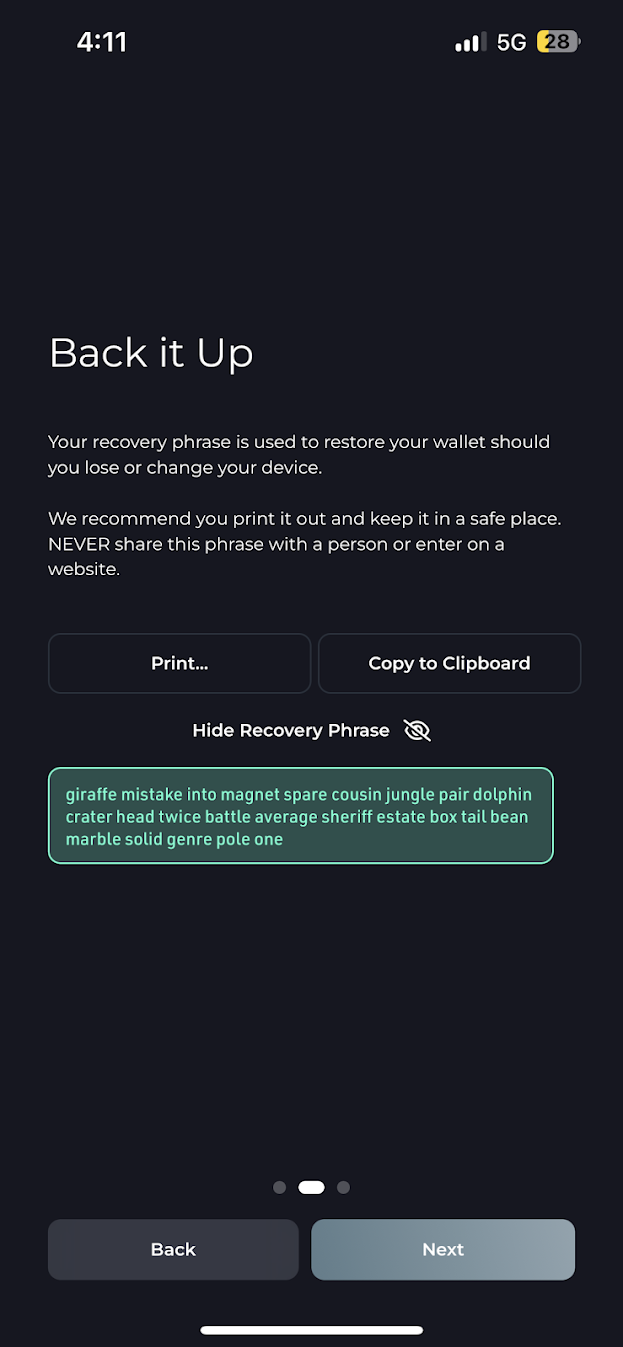 4:11
5G
28
Back it Up
Your recovery phrase is used to restore your wallet should
you lose or change your device.
We recommend you print it out and keep it in a safe place.
NEVER share this phrase with a person or enter on a
website.
Print...
Copy to Clipboard
Hide Recovery Phrase
giraffe mistake into magnet spare cousin jungle pair dolphin
crater head twice battle average sheriff estate box tail bean
marble solid genre pole one
Back
Next